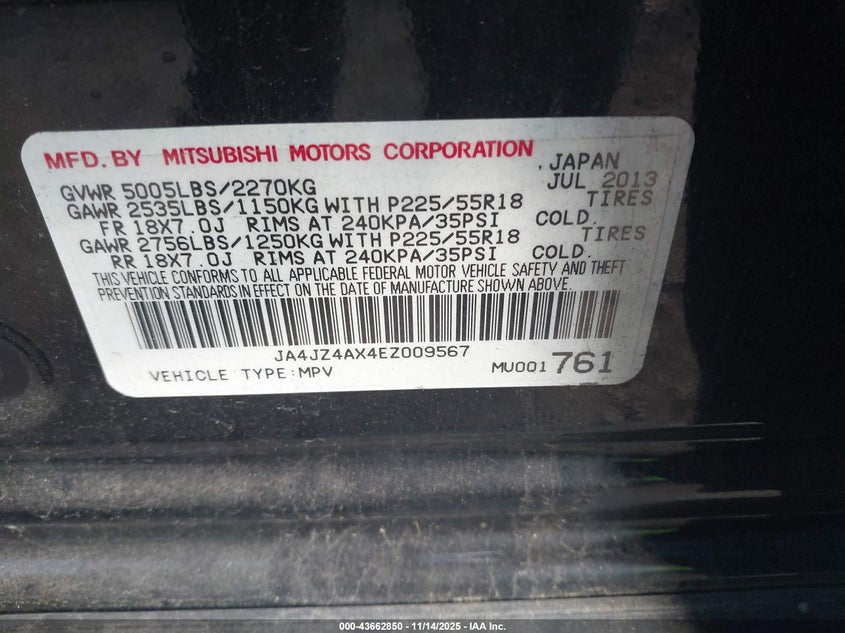 MFD. BY MITSUBISHI MOTORS CORPORATION
, JAPAN
GVWR 5005LBS/2270KG JUL 2013
GAWR 2535LBS/1150KG WITH P225/55R18 TIRES
FR 18X7.0J RIMS AT 240KPA/35PSI COLD.
GAWR 2756LBS/1250KG WITH P225/55R18 TIRES
RR 18X7.0J RIMS AT 240KPA/35PSI COLD.
THIS VEHICLE CONFORMS TO ALL APPLICABLE FEDERAL MOTOR VEHICLE SAFETY AND THEFT
PREVENTION STANDARDS IN EFFECT ON THE DATE OF MANUFACTURE SHOWN ABOVE.
JA4JZ4AX4EZ009567
VEHICLE TYPE:MPV MU001 761
000-43662850 - 11/14/2025 - IAA Inc.